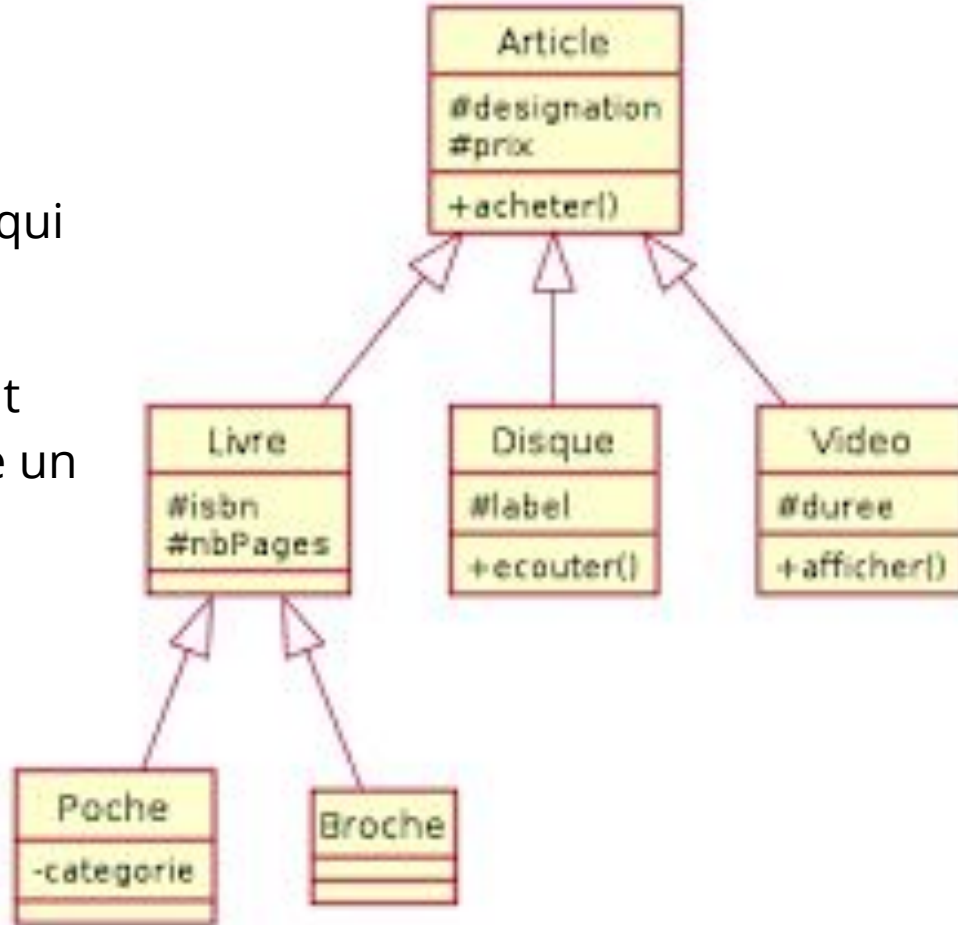 Article
#designation
#prix
+acheter()
qui
t
e un
Livre
#isbn
#nbPages
Disque
#label
+ecouter()
Video
#duree
+afficher()
Poche
-categorie
Broche